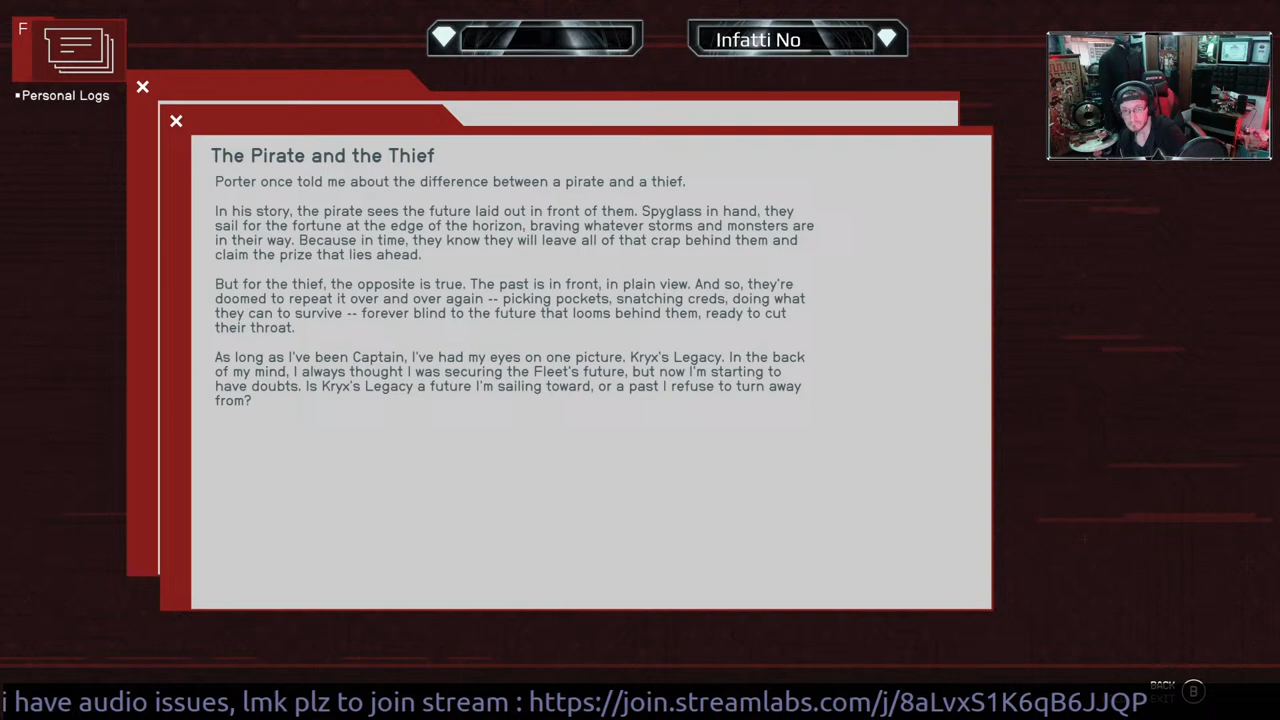 F
Infatti No
▪Personal Logs
The Pirate and the Thief
Porter once told me about the difference between a pirate and a thief.
In his story, the pirate sees the future laid out in front of them. Spyglass in hand, they
sail for the fortune at the edge of the horizon, braving whatever storms and monsters are
in their way. Because in time, they know they will leave all of that crap behind them and
claim the prize that lies ahead.
But for the thief, the opposite is true. The past is in front, in plain view. And so, they're
doomed to repeat it over and over again -- picking pockets, snatching creds, doing what
they can to survive -- forever blind to the future that looms behind them, ready to cut
their throat.
As long as I've been Captain, I've had my eyes on one picture. Kryx's Legacy. In the back
of my mind, I always thought I was securing the Fleet's future, but now I'm starting to
have doubts. Is Kryx's Legacy a future I'm sailing toward, or a past I refuse to turn away
from?
BACK
EXIT
B
i have audio issues, lmk plz to join stream : https://join.streamlabs.com/j/8aLvxS1K6qB6JJQP